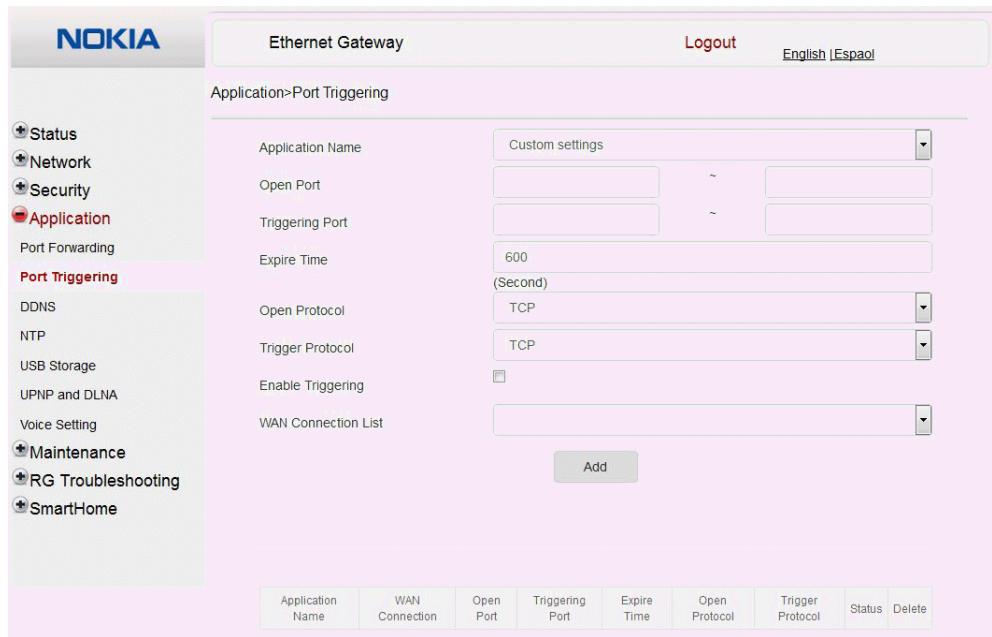 NOKIA
Ethernet Gateway
Logout
English |Espaol
Application>Port Triggering
Status
Network
Security
Application
Port Forwarding
Port Triggering
DDNS
NTP
USB Storage
UPNP and DLNA
Voice Setting
Maintenance
RG Troubleshooting
SmartHome
Application Name
Custom settings
Open Port
~
Triggering Port
~
Expire Time
600
(Second)
Open Protocol
TCP
Trigger Protocol
TCP
Enable Triggering
WAN Connection List
Add
Application Name
WAN Connection
Open Port
Triggering Port
Expire Time
Open Protocol
Trigger Protocol
Status
Delete